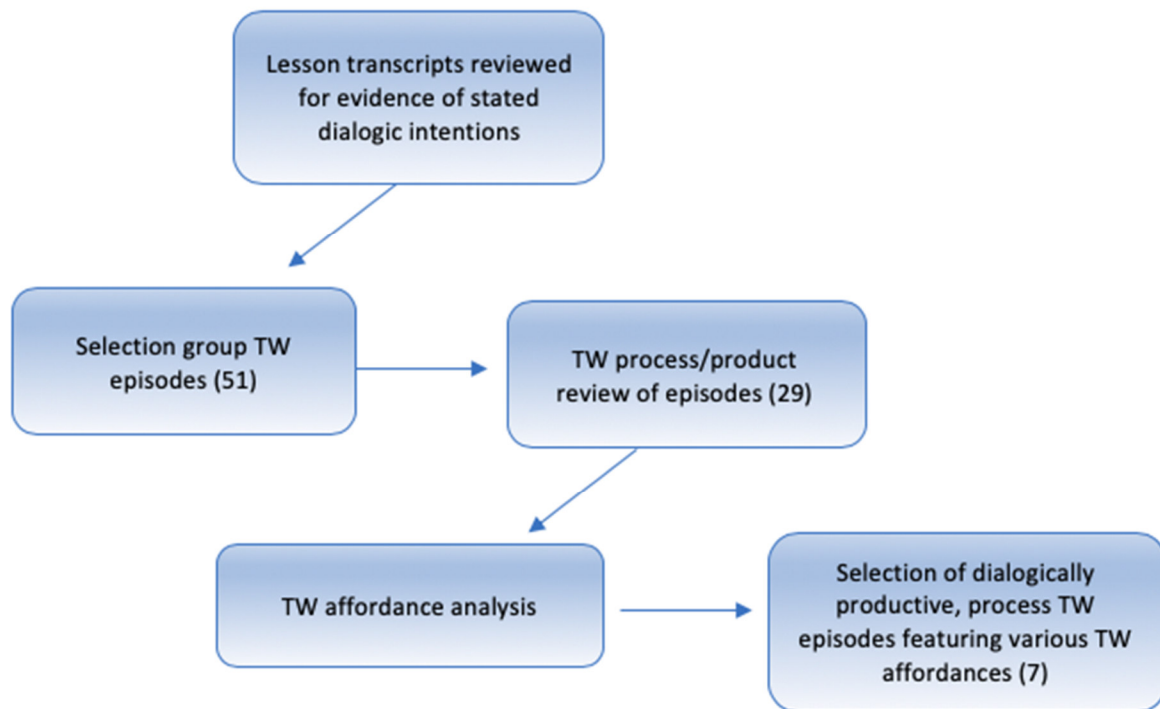 Lesson transcripts reviewed
for evidence of stated
dialogic intentions
Selection group TW
episodes (51)
TW process/product
review of episodes (29)
TW affordance analysis
Selection of dialogically
productive, process TW
episodes featuring various TW
affordances (7)